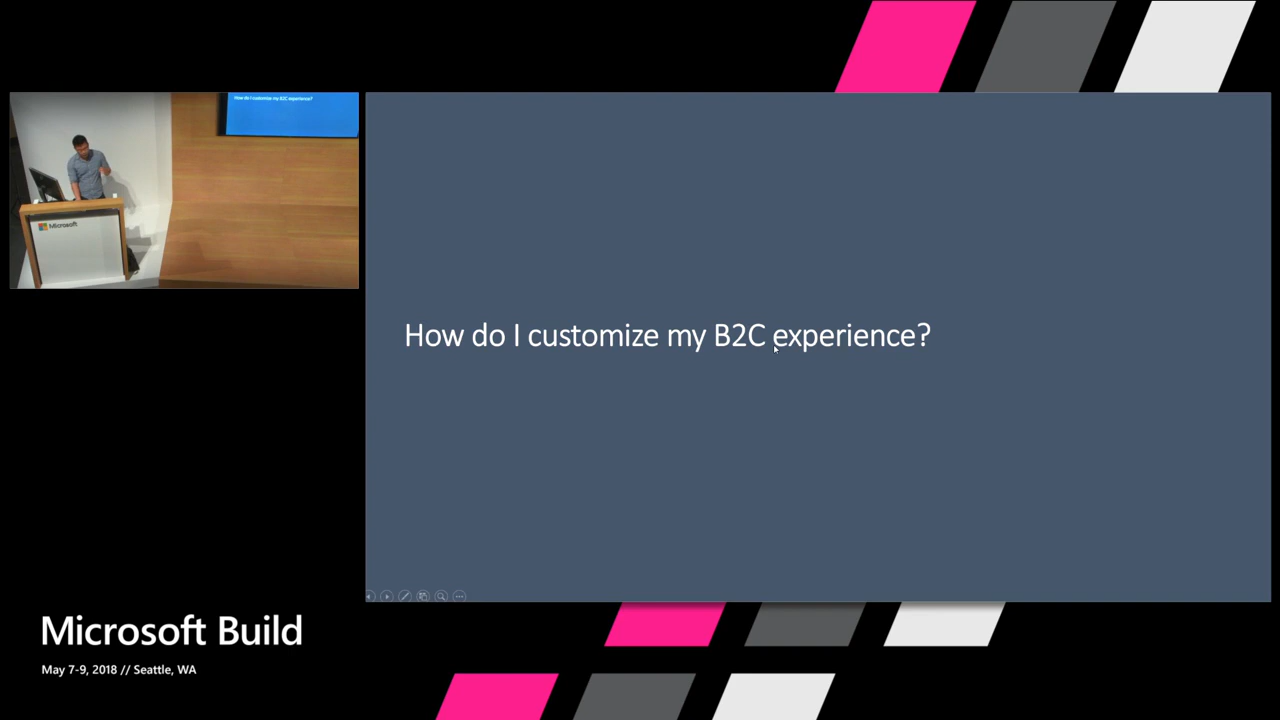 How do I customize my B2C experience?
Microsoft
How do I customize my B2C experience?
Microsoft Build
May 7-9, 2018 // Seattle, WA